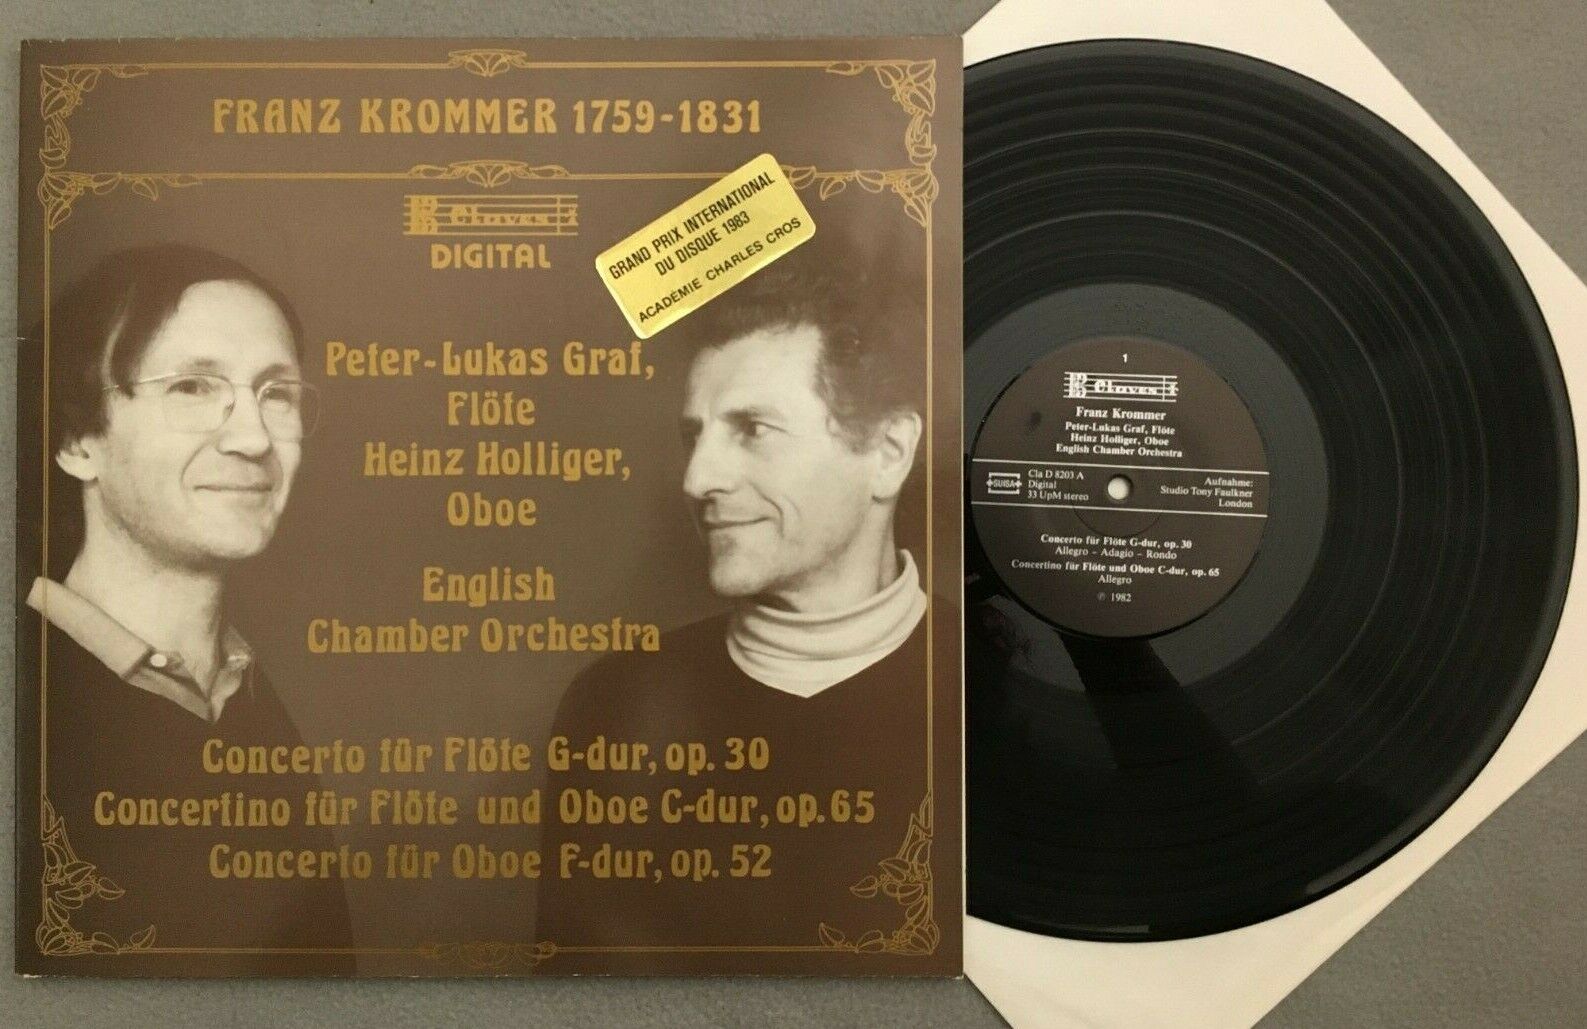 FRANZ KROMMER 1759-1831
Claves
DIGITAL
GRAND PRIX INTERNATIONAL
DU DISQUE 1983
ACADÉMIE CHARLES CROS
Peter-Lukas Graf,
Flöte
Heinz Holliger,
Oboe
English
Chamber Orchestra
Concerto für Flöte G-dur, op. 30
Concertino für Flöte und Oboe C-dur, op. 65
Concerto für Oboe F-dur, op. 52
1
Claves
Franz Krommer
Peter-Lukas Graf, Flöte
Heinz Holliger, Oboe
English Chamber Orchestra
SUISA
Cla D 8203 A
Digital
33 UpM stereo
Aufnahme:
Studio Tony Faulkner
London
Concerto für Flöte G-dur, op. 30
Allegro – Adagio – Rondo
Concertino für Flöte und Oboe C-dur, op. 65
Allegro
℗ 1982